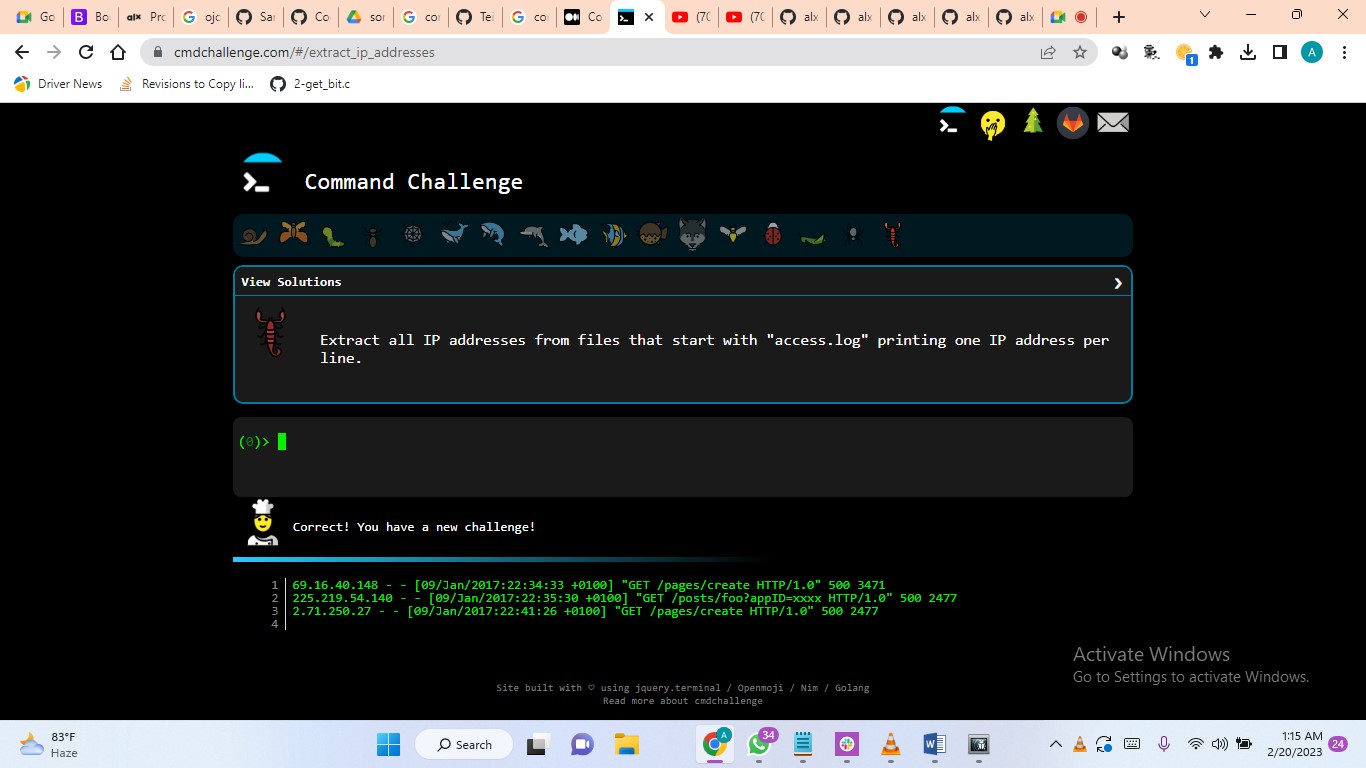 Go
Bo
alx Pro
ojo
Sar
Co
sor
cor
Tei
co
Co
(70
(70
alx
alx
alx
alx
alx
cmdchallenge.com/#/extract_ip_addresses
1
A
Driver News
Revisions to Copy li...
2-get_bit.c
Command Challenge
View Solutions
Extract all IP addresses from files that start with "access.log" printing one IP address per
line.
(0)>
Correct! You have a new challenge!
1 69.16.40.148 - - [09/Jan/2017:22:34:33 +0100] "GET /pages/create HTTP/1.0" 500 3471
2 225.219.54.140 - - [09/Jan/2017:22:35:30 +0100] "GET /posts/foo?appID=xxxx HTTP/1.0" 500 2477
3 2.71.250.27 - - [09/Jan/2017:22:41:26 +0100] "GET /pages/create HTTP/1.0" 500 2477
4
Activate Windows
Go to Settings to activate Windows.
Site built with ♡ using jquery.terminal / Openmoji / Nim / Golang
Read more about cmdchallenge
83°F
Haze
Search
A
34
1:15 AM
2/20/2023
24